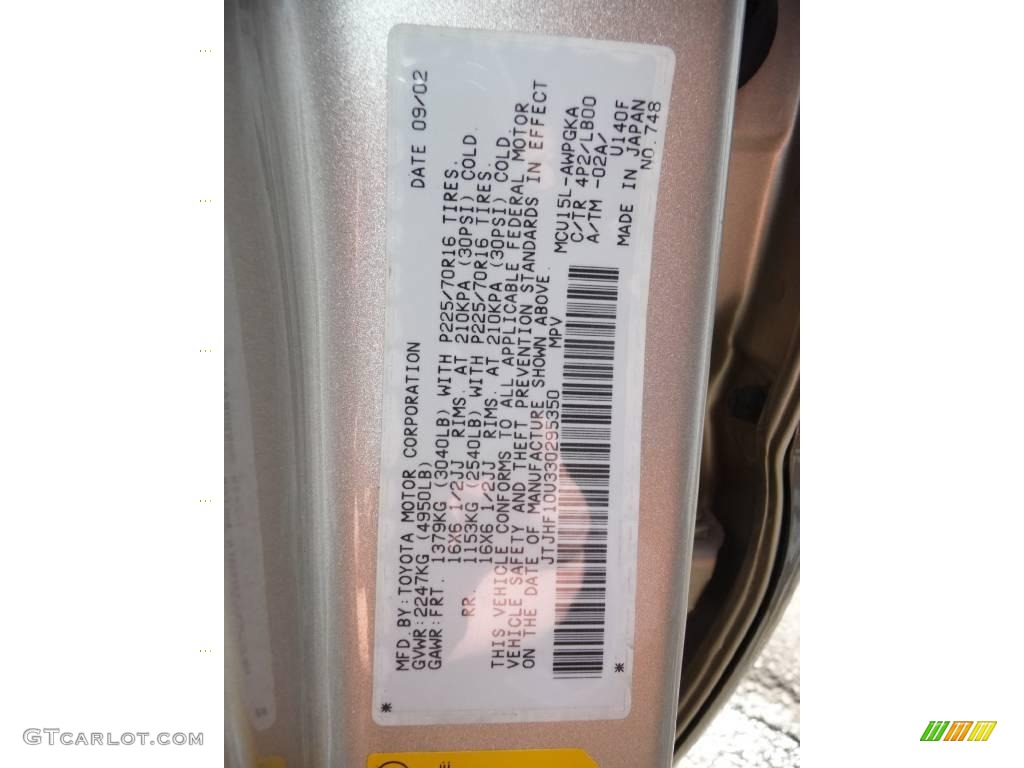 DATE 09/02
MFD. BY: TOYOTA MOTOR CORPORATION
GVWR: 2247KG (4950LB)
GAWR: FRT. 1379KG (3040LB) WITH P225/70R16 TIRES.
16X6 1/2JJ RIMS. AT 210KPA (30PSI) COLD.
RR. 1153KG (2540LB) WITH P225/70R16 TIRES.
16X6 1/2JJ RIMS. AT 210KPA (30PSI) COLD.
THIS VEHICLE CONFORMS TO ALL APPLICABLE FEDERAL MOTOR
VEHICLE SAFETY AND THEFT PREVENTION STANDARDS IN EFFECT
ON THE DATE OF MANUFACTURE SHOWN ABOVE.
JTJHF10U330295350 MPV
MCU15L-AWPGKA
C/TR 4P2/LB00
A/TM -02A/ U140F
MADE IN JAPAN
NO. 748
GTCARLOT.COM